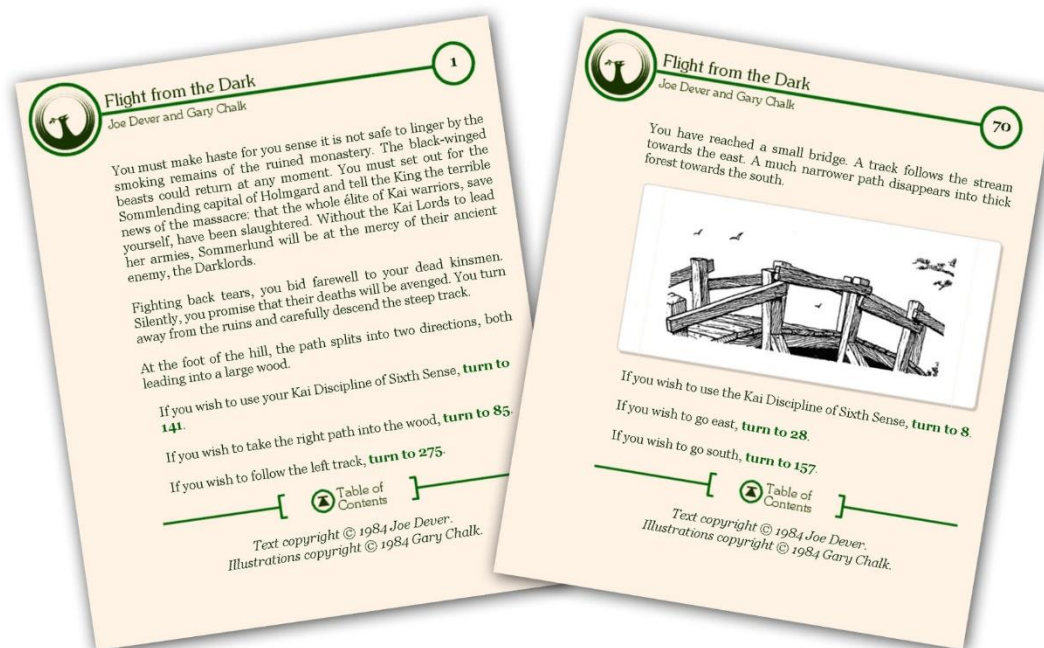 Flight from the Dark
Joe Dever and Gary Chalk
1
You must make haste for you sense it is not safe to linger by the
smoking remains of the ruined monastery. The black-winged
beasts could return at any moment. You must set out for the
Sommlending capital of Holmgard and tell the King the terrible
news of the massacre: that the whole élite of Kai warriors, save
yourself, have been slaughtered. Without the Kai Lords to lead
her armies, Sommerlund will be at the mercy of their ancient
enemy, the Darklords.
Fighting back tears, you bid farewell to your dead kinsmen.
Silently, you promise that their deaths will be avenged. You turn
away from the ruins and carefully descend the steep track.
At the foot of the hill, the path splits into two directions, both
leading into a large wood.
If you wish to use your Kai Discipline of Sixth Sense, turn to
141.
If you wish to take the right path into the wood, turn to 85.
If you wish to follow the left track, turn to 275.
Table of
Contents
Text copyright © 1984 Joe Dever.
Illustrations copyright © 1984 Gary Chalk.
Flight from the Dark
Joe Dever and Gary Chalk
70
You have reached a small bridge. A track follows the stream
towards the east. A much narrower path disappears into thick
forest towards the south.
If you wish to use the Kai Discipline of Sixth Sense, turn to 8.
If you wish to go east, turn to 28.
If you wish to go south, turn to 157.
Table of
Contents
Text copyright © 1984 Joe Dever.
Illustrations copyright © 1984 Gary Chalk.